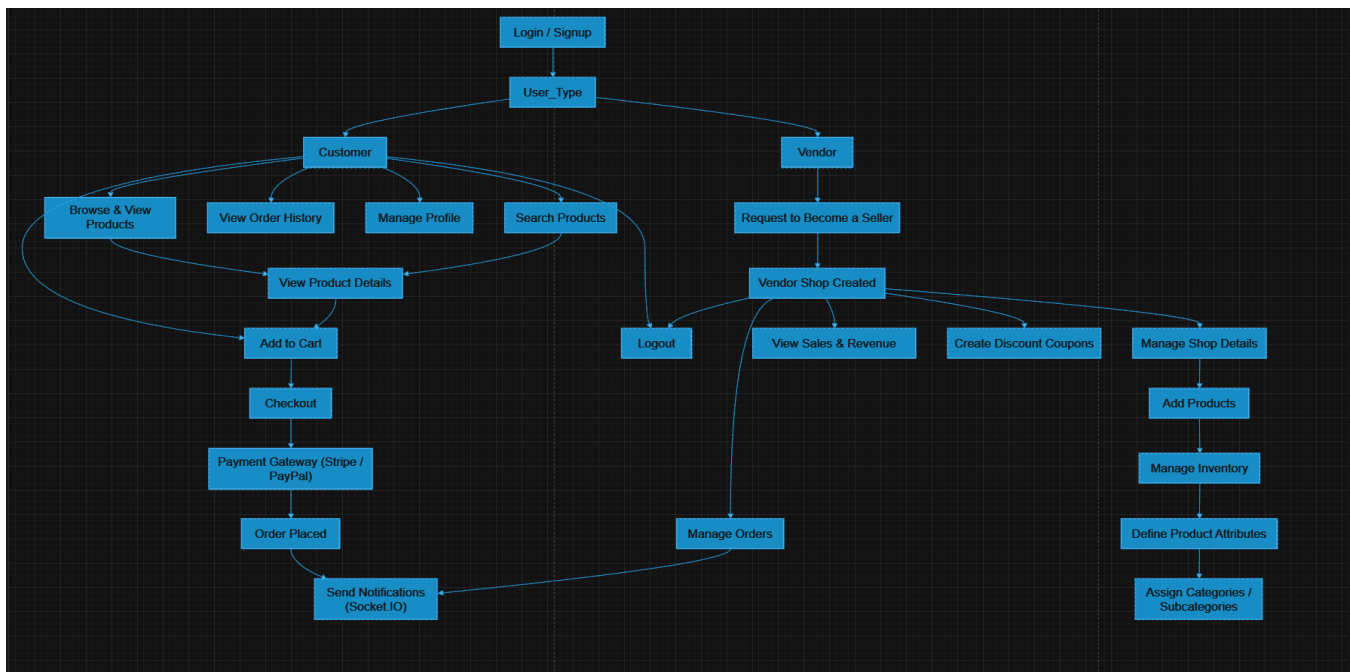 Login / Signup
User_Type
Customer
Vendor
Browse & View
Products
View Order History
Manage Profile
Search Products
Request to Become a Seller
View Product Details
Vendor Shop Created
Add to Cart
Logout
View Sales & Revenue
Create Discount Coupons
Manage Shop Details
Checkout
Add Products
Payment Gateway (Stripe /
PayPal)
Manage Inventory
Order Placed
Manage Orders
Define Product Attributes
Send Notifications
(Socket.IO)
Assign Categories /
Subcategories